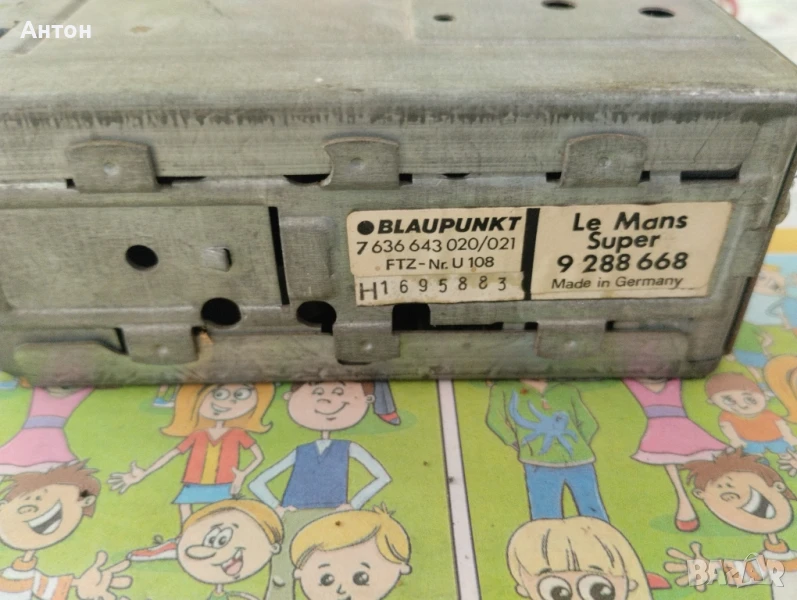 Антон
BLAUPUNKT
7 636 643 020/021
FTZ-Nr. U 108
H1695883
Le Mans
Super
9 288 668
Made in Germany
BAZAR